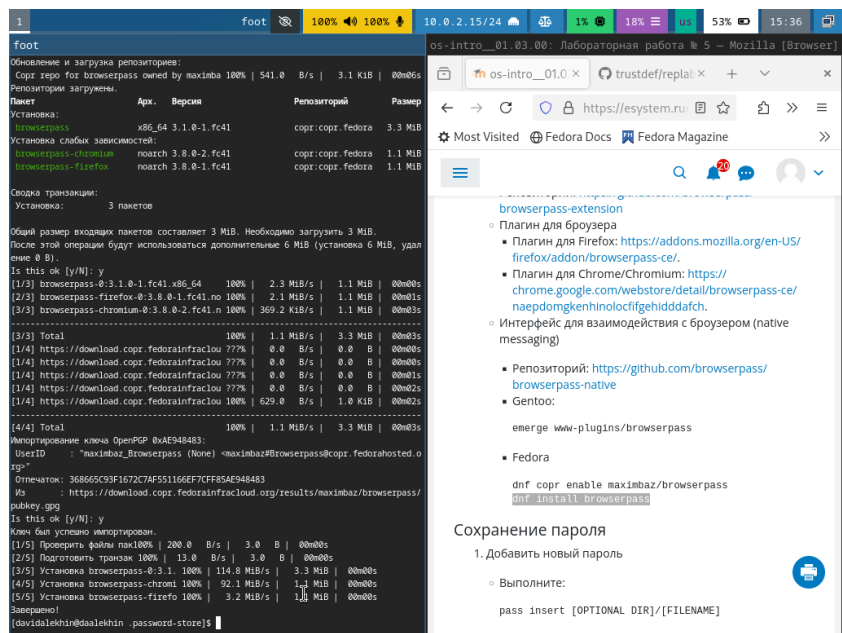 1
foot
100% 100%
10.0.2.15/24
1%
18%
us
53%
15:36
foot
Обновление и загрузка репозиториев:
Copr repo for browserpass owned by maximba 100% | 541.0 B/s | 3.1 KiB | 00m06s
Репозитории загружены.
Пакет Арх. Версия Репозиторий Размер
Установка:
browserpass x86_64 3.1.0-1.fc41 copr:copr.fedora 3.3 MiB
Установка слабых зависимостей:
browserpass-chromium noarch 3.8.0-2.fc41 copr:copr.fedora 1.1 MiB
browserpass-firefox noarch 3.8.0-1.fc41 copr:copr.fedora 1.1 MiB
Сводка транзакции:
Установка: 3 пакетов
Общий размер входящих пакетов составляет 3 MiB. Необходимо загрузить 3 MiB.
После этой операции будут использоваться дополнительные 6 MiB (установка 6 MiB, удал
ение 0 B).
Is this ok [y/N]: y
[1/3] browserpass-0:3.1.0-1.fc41.x86_64 100% | 2.3 MiB/s | 1.1 MiB | 00m00s
[2/3] browserpass-firefox-0:3.8.0-1.fc41.no 100% | 2.1 MiB/s | 1.1 MiB | 00m01s
[3/3] browserpass-chromium-0:3.8.0-2.fc41.n 100% | 369.2 KiB/s | 1.1 MiB | 00m03s
--------------------------------------------------------------------------------
[3/3] Total 100% | 1.1 MiB/s | 3.3 MiB | 00m03s
[1/4] https://download.copr.fedorainfraclou ???% | 0.0 B/s | 0.0 B | 00m00s
[1/4] https://download.copr.fedorainfraclou ???% | 0.0 B/s | 0.0 B | 00m00s
[1/4] https://download.copr.fedorainfraclou ???% | 0.0 B/s | 0.0 B | 00m01s
[1/4] https://download.copr.fedorainfraclou ???% | 0.0 B/s | 0.0 B | 00m02s
[1/4] https://download.copr.fedorainfraclou 100% | 629.0 B/s | 1.0 KiB | 00m02s
--------------------------------------------------------------------------------
[4/4] Total 100% | 1.1 MiB/s | 3.3 MiB | 00m03s
Импортирование ключа OpenPGP 0xAE948483:
UserID : "maximbaz_Browserpass (None) <maximbaz#Browserpass@copr.fedorahosted.o
rg>"
Отпечаток: 368665C93F1672C7AF551166EF7CFF85AE948483
Из : https://download.copr.fedorainfracloud.org/results/maximbaz/browserpass/
pubkey.gpg
Is this ok [y/N]: y
Ключ был успешно импортирован.
[1/5] Проверить файлы пак100% | 200.0 B/s | 3.0 B | 00m00s
[2/5] Подготовить транзак 100% | 13.0 B/s | 3.0 B | 00m00s
[3/5] Установка browserpass-0:3.1. 100% | 114.8 MiB/s | 3.3 MiB | 00m00s
[4/5] Установка browserpass-chromi 100% | 92.1 MiB/s | 1.1 MiB | 00m00s
[5/5] Установка browserpass-firefo 100% | 3.2 MiB/s | 1.1 MiB | 00m00s
Завершено!
[davidalekhin@daalekhin .password-store]$
os-intro__01.03.00: Лабораторная работа № 5 — Mozilla [Browser]
os-intro__01.0
trustdef/repla
https://esystem.ru
Most Visited
Fedora Docs
Fedora Magazine
20
browserpass-extension
Плагин для броузера
Плагин для Firefox: https://addons.mozilla.org/en-US/
firefox/addon/browserpass-ce/.
Плагин для Chrome/Chromium: https://
chrome.google.com/webstore/detail/browserpass-ce/
naepdomgkenhinolocfifgehidddafch.
Интерфейс для взаимодействия с броузером (native
messaging)
Репозиторий: https://github.com/browserpass/
browserpass-native
Gentoo:
emerge www-plugins/browserpass
Fedora
dnf copr enable maximbaz/browserpass
dnf install browserpass
Сохранение пароля
1. Добавить новый пароль
Выполните:
pass insert [OPTIONAL DIR]/[FILENAME]